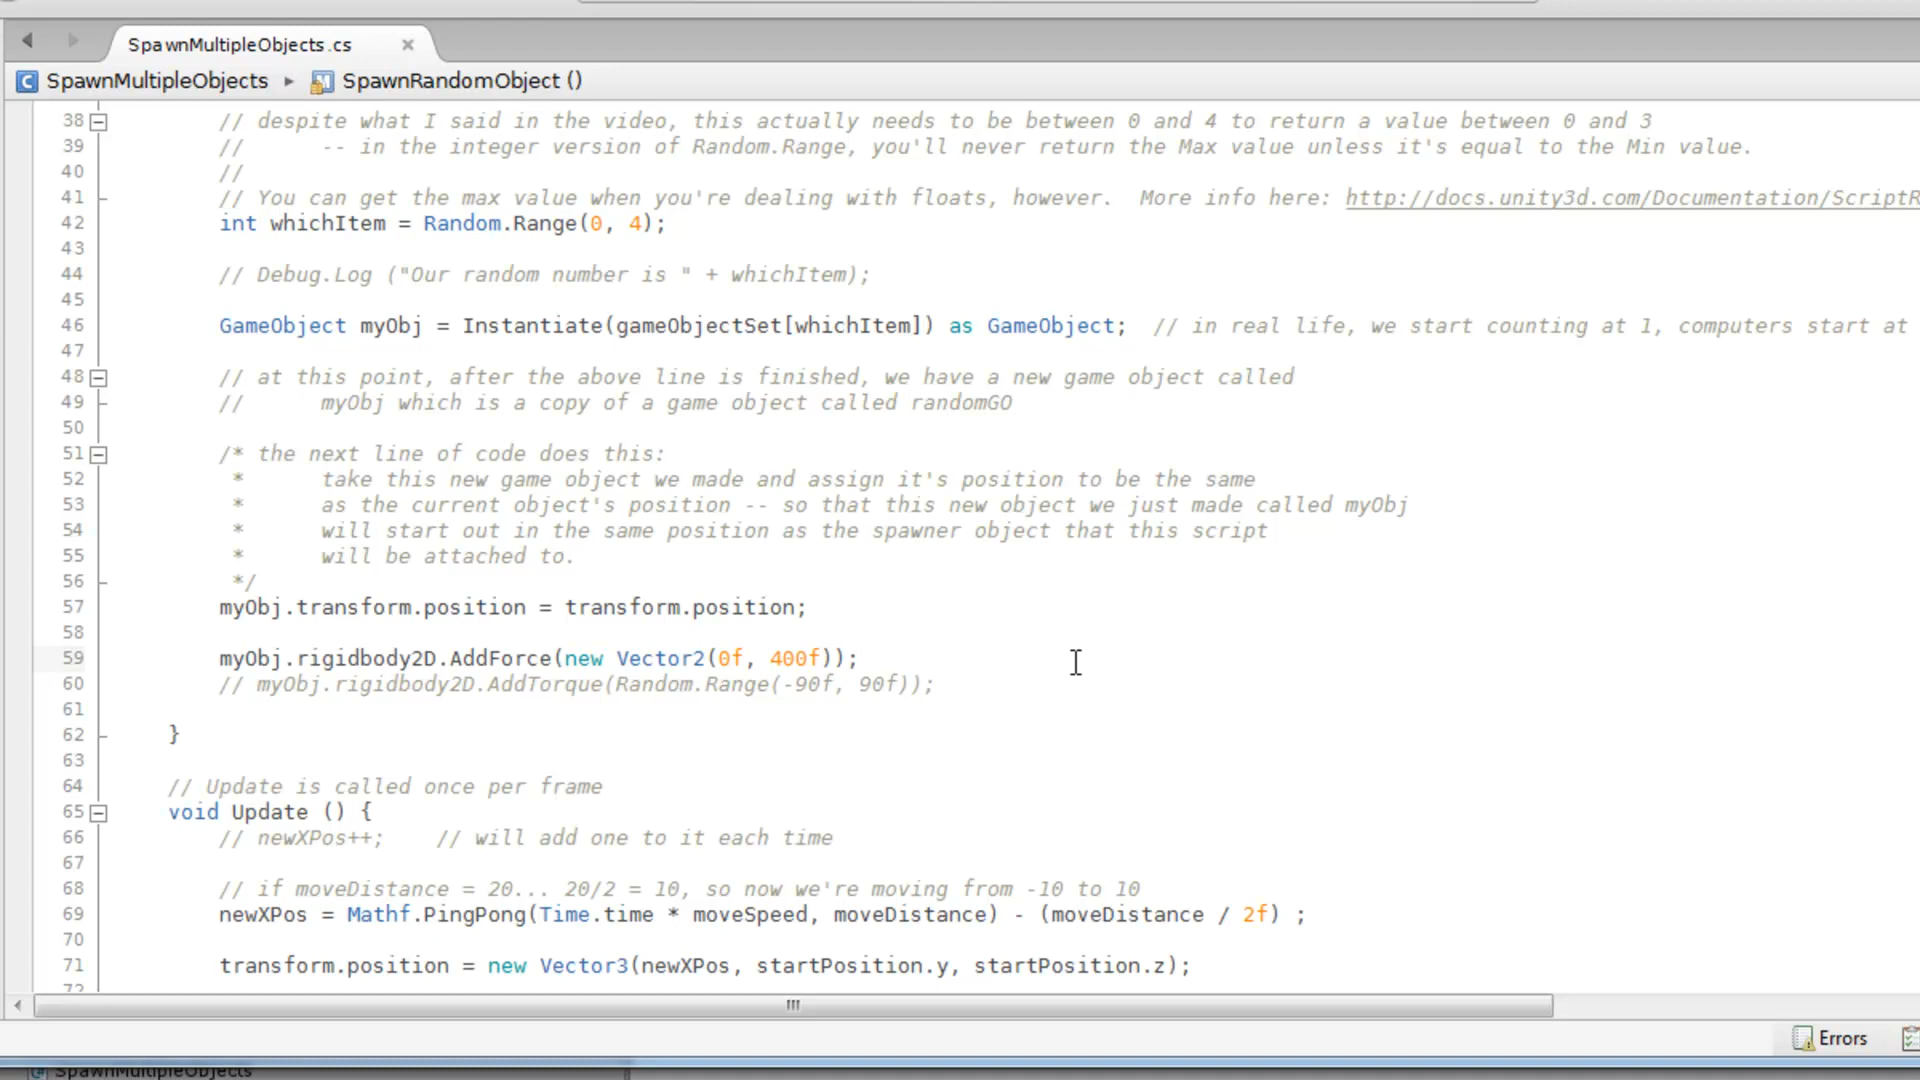 SpawnMultipleObjects.cs ×
SpawnMultipleObjects ▸ SpawnRandomObject ()
38 // despite what I said in the video, this actually needs to be between 0 and 4 to return a value between 0 and 3
39 // -- in the integer version of Random.Range, you'll never return the Max value unless it's equal to the Min value.
40 //
41 // You can get the max value when you're dealing with floats, however. More info here: http://docs.unity3d.com/Documentation/ScriptR
42 int whichItem = Random.Range(0, 4);
43
44 // Debug.Log ("Our random number is " + whichItem);
45
46 GameObject myObj = Instantiate(gameObjectSet[whichItem]) as GameObject; // in real life, we start counting at 1, computers start at
47
48 // at this point, after the above line is finished, we have a new game object called
49 // myObj which is a copy of a game object called randomGO
50
51 /* the next line of code does this:
52 * take this new game object we made and assign it's position to be the same
53 * as the current object's position -- so that this new object we just made called myObj
54 * will start out in the same position as the spawner object that this script
55 * will be attached to.
56 */
57 myObj.transform.position = transform.position;
58
59 myObj.rigidbody2D.AddForce(new Vector2(0f, 400f));
60 // myObj.rigidbody2D.AddTorque(Random.Range(-90f, 90f));
61
62 }
63
64 // Update is called once per frame
65 void Update () {
66 // newXPos++; // will add one to it each time
67
68 // if moveDistance = 20... 20/2 = 10, so now we're moving from -10 to 10
69 newXPos = Mathf.PingPong(Time.time * moveSpeed, moveDistance) - (moveDistance / 2f) ;
70
71 transform.position = new Vector3(newXPos, startPosition.y, startPosition.z);
72
Errors
SpawnMultipleObjects